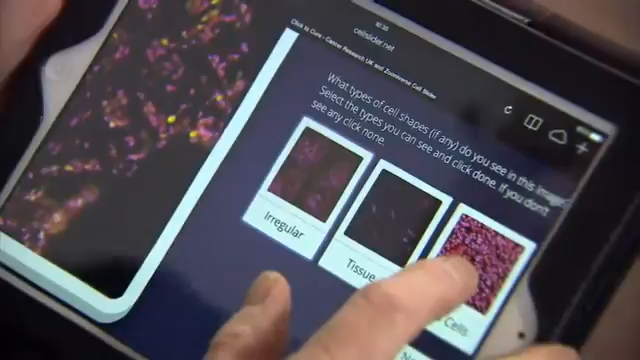 10:35
cellslider.net
Click to Cure - Cancer Research UK and Zooniverse Cell Slider
What types of cell shapes (if any) do you see in this image
Select the types you can see and click done. If you don't
see any click none.
Irregular
Tissue
Cells